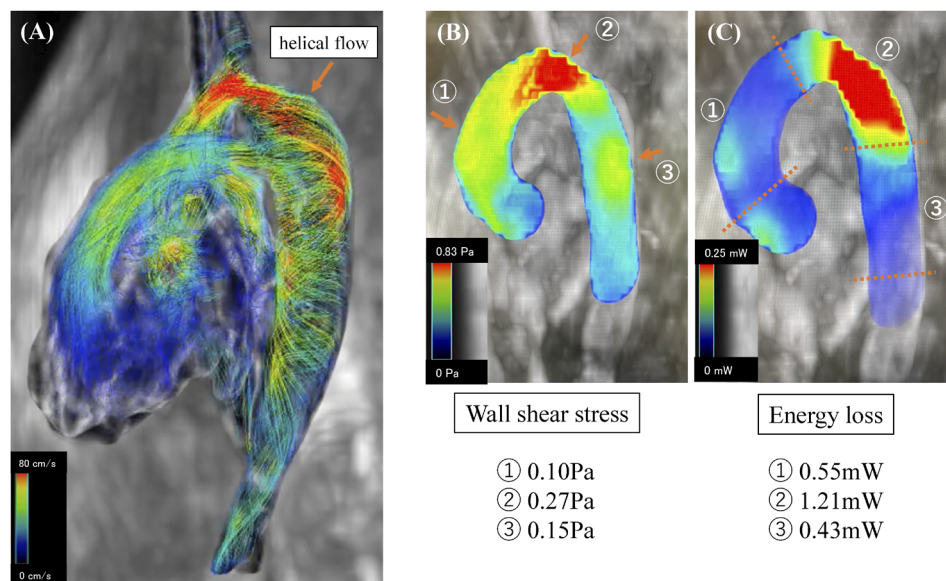 (A)
helical flow
80 cm/s
0 cm/s
(B)
①
②
③
0.83 Pa
0 Pa
Wall shear stress
① 0.10Pa
② 0.27Pa
③ 0.15Pa
(C)
①
②
③
0.25 mW
0 mW
Energy loss
① 0.55mW
② 1.21mW
③ 0.43mW